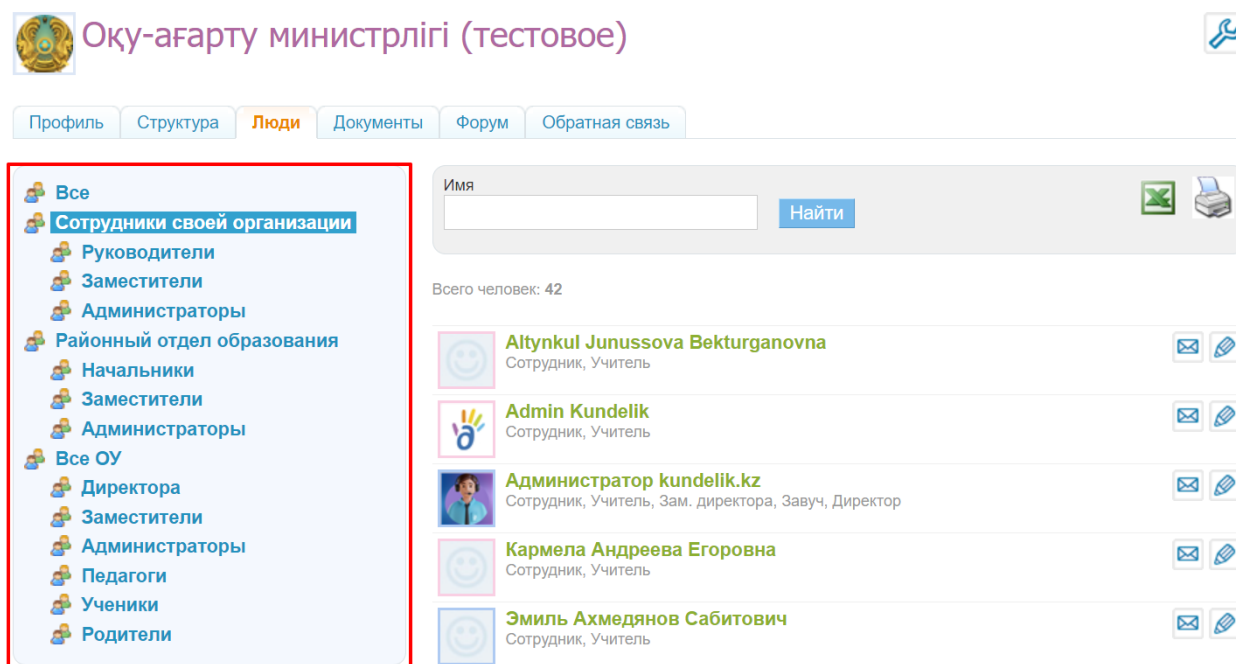 Оқу-ағарту министрлігі (тестовое)
Профиль Структура Люди Документы Форум Обратная связь
Все
Сотрудники своей организации
Руководители
Заместители
Администраторы
Районный отдел образования
Начальники
Заместители
Администраторы
Все ОУ
Директора
Заместители
Администраторы
Педагоги
Ученики
Родители
Имя
Найти
Всего человек: 42
Altynkul Junussova Bekturganovna
Сотрудник, Учитель
Admin Kundelik
Сотрудник, Учитель
Администратор kundelik.kz
Сотрудник, Учитель, Зам. директора, Завуч, Директор
Кармела Андреева Егоровна
Сотрудник, Учитель
Эмиль Ахмедянов Сабитович
Сотрудник, Учитель